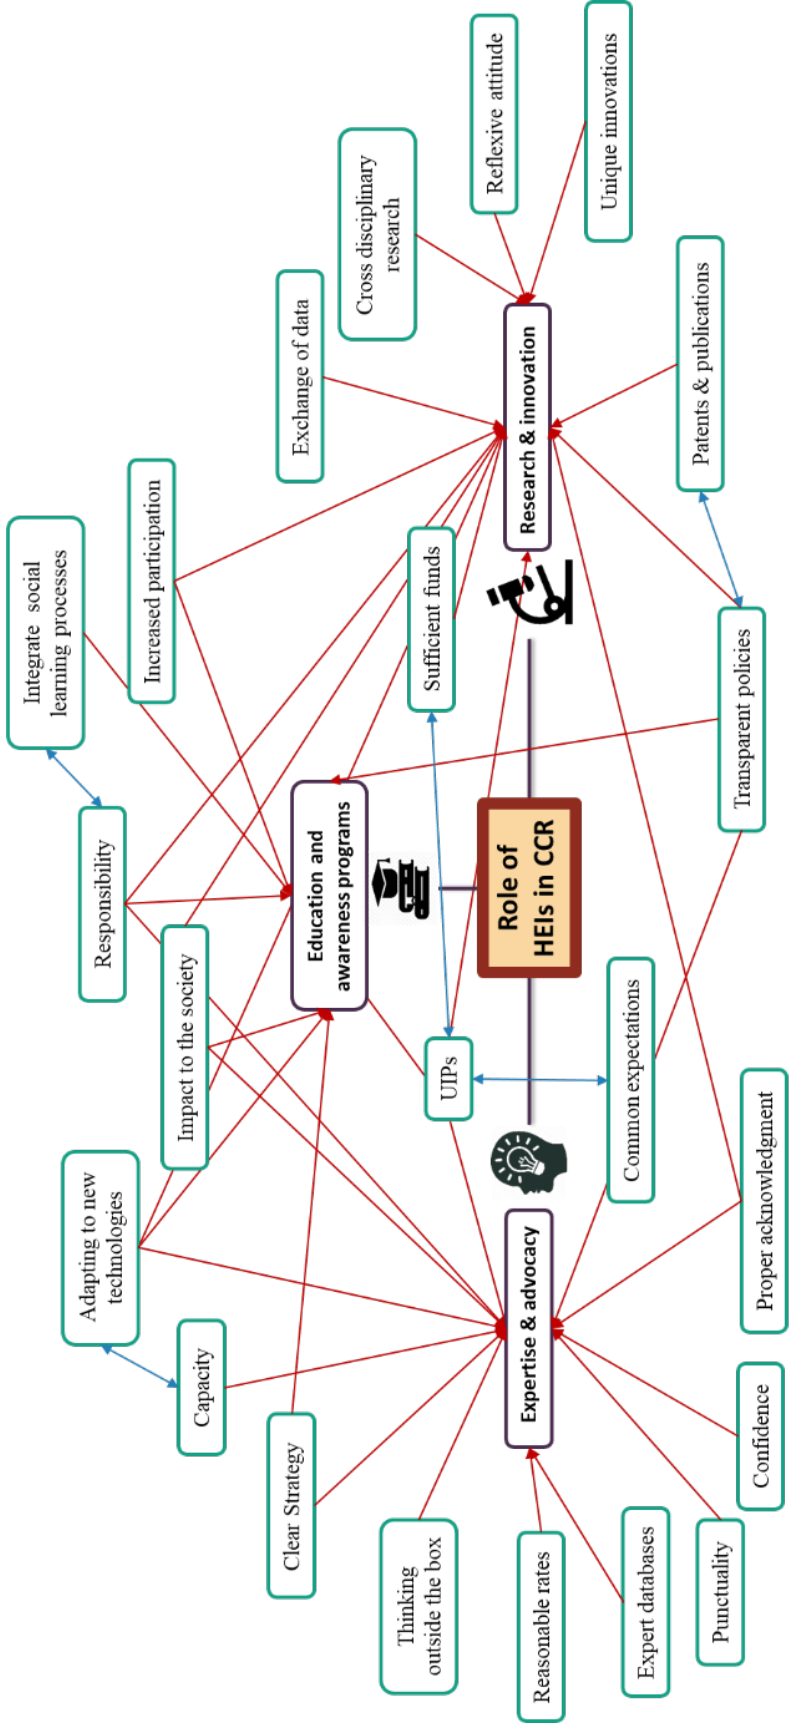 Integrate social
learning processes
Responsibility
Increased participation
Adapting to new
technologies
Impact to the society
Exchange of data
Capacity
Cross disciplinary
research
Clear Strategy
Education and
awareness programs
Sufficient funds
Reflexive attitude
Thinking
outside the box
UIPs
Role of
HEIs in CCR
Expertise & advocacy
Research & innovation
Unique innovations
Reasonable rates
Common expectations
Expert databases
Patents & publications
Transparent policies
Punctuality
Confidence
Proper acknowledgment